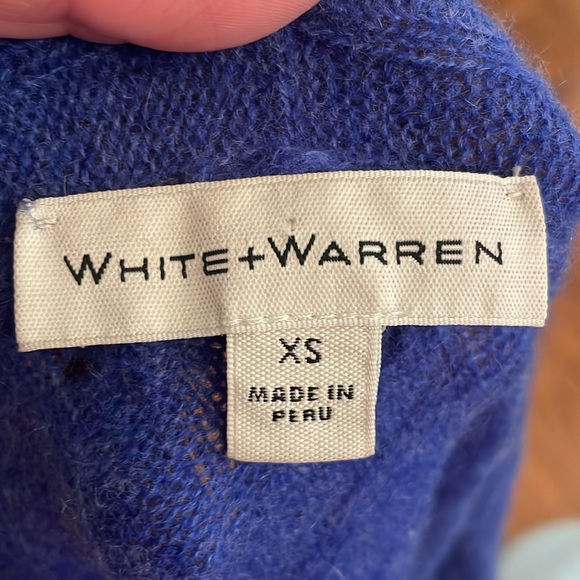 WHITE+WARREN
XS
MADE IN
PERU